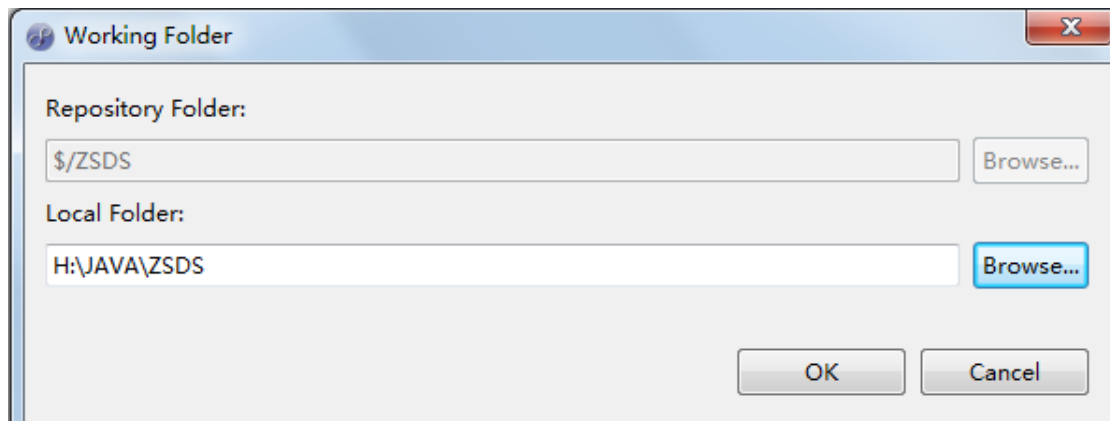 Working Folder
Repository Folder:
$/ZSDS Browse...
Local Folder:
H:\JAVA\ZSDS Browse...
OK Cancel